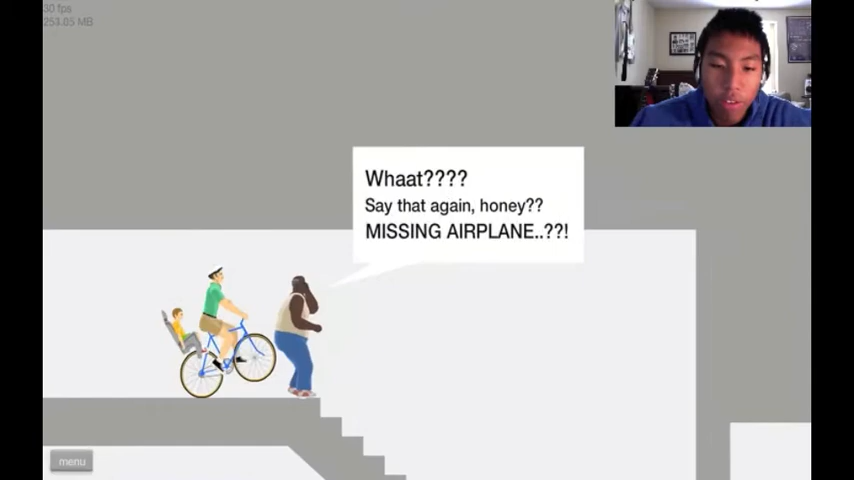 30 fps
253.05 MB
Whaat????
Say that again, honey??
MISSING AIRPLANE..??!
menu